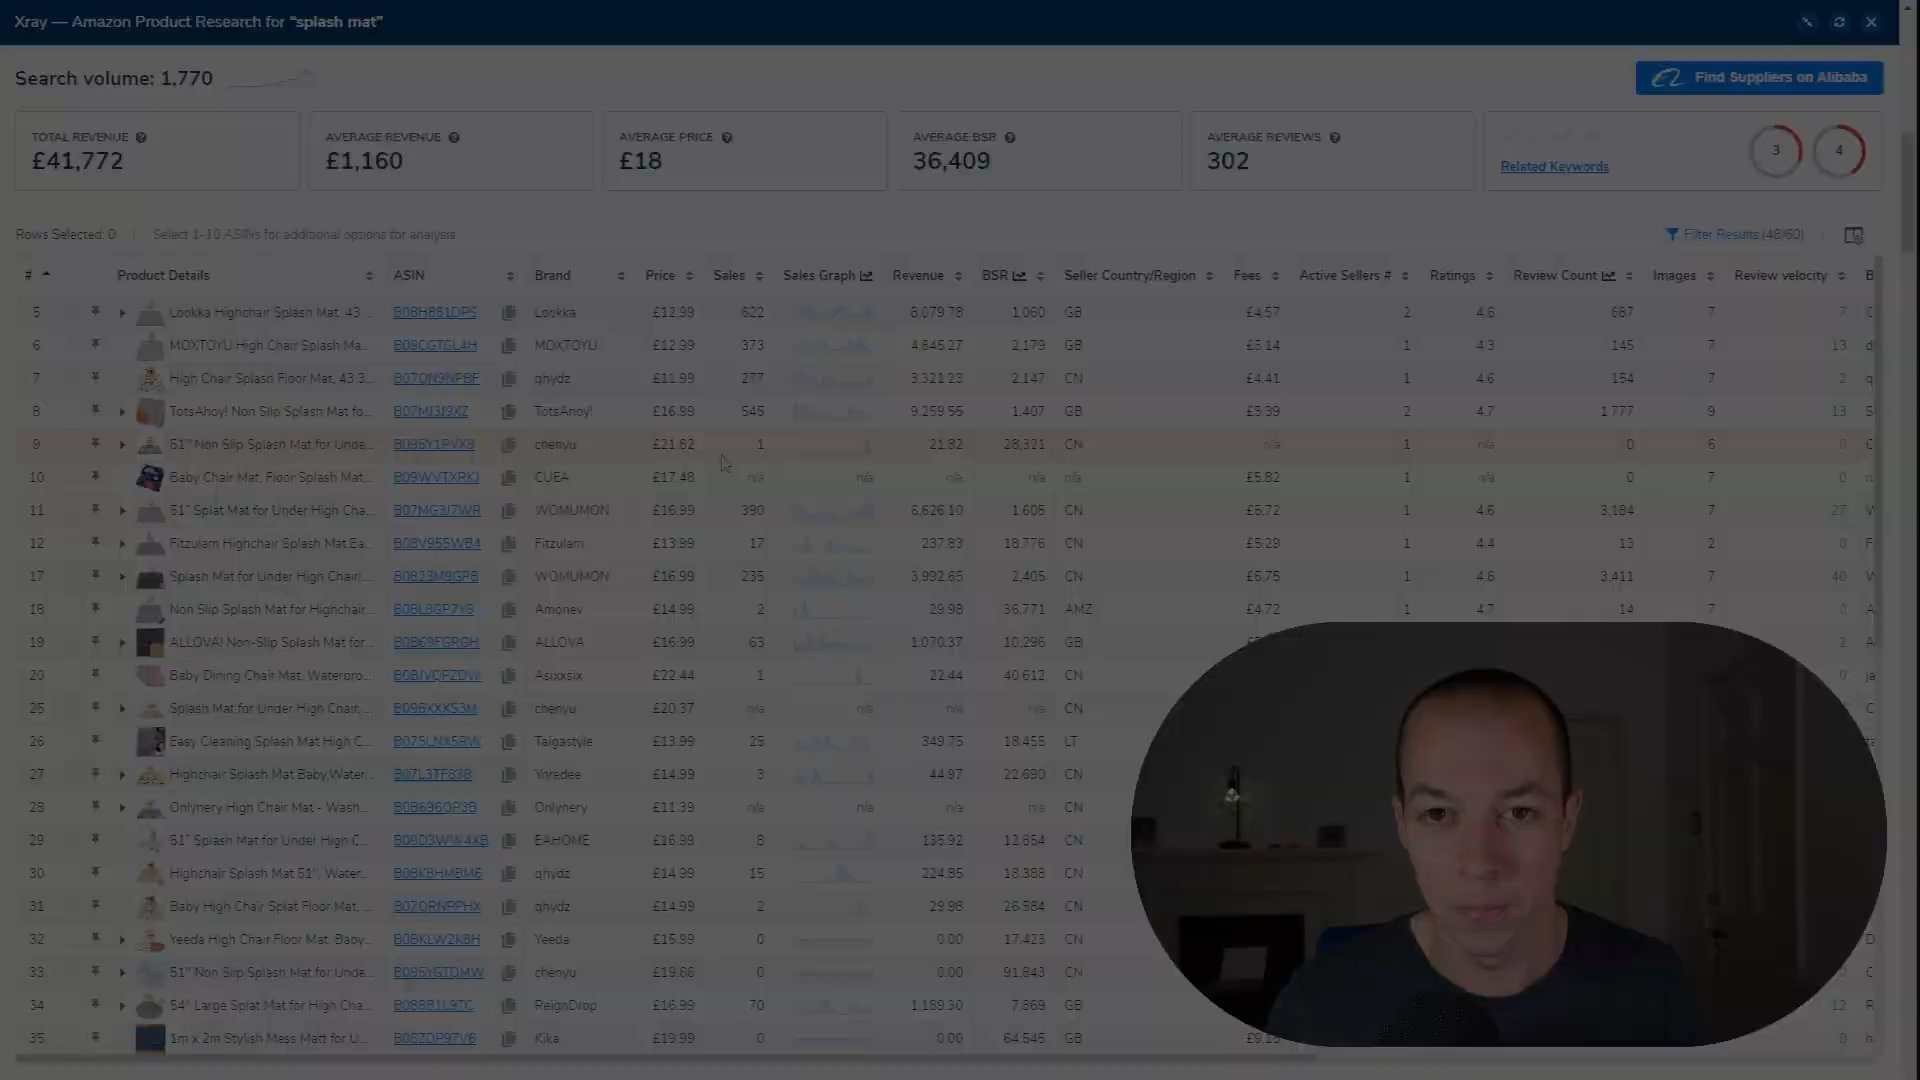 Xray — Amazon Product Research for "splash mat"
Search volume: 1,770
Find Suppliers on Alibaba
TOTAL REVENUE
£41,772
AVERAGE REVENUE
£1,160
AVERAGE PRICE
£18
AVERAGE BSR
36,409
AVERAGE REVIEWS
302
Related Keywords
3 4
Rows Selected: 0 Select 1-10 ASINs for additional options for analysis
Filter Results (48/60)
# Product Details ASIN Brand Price Sales Sales Graph Revenue BSR Seller Country/Region Fees Active Sellers # Ratings Review Count Images Review velocity B
5 Lookka Highchair Splash Mat, 43 ... Lookka £12.99 622 8,079.78 1,060 GB £4.57 2 4.6 687 7 7
6 MOXTOYU High Chair Splash Ma... MOXTOYU £12.99 373 4,845.27 2,179 GB £5.14 1 4.3 145 7 13
7 High Chair Splash Floor Mat, 43.3... qhydz £11.99 277 3,321.23 2,147 CN £4.41 1 4.6 154 7 2
8 TotsAhoy! Non Slip Splash Mat fo... TotsAhoy! £16.99 545 9,259.55 1,407 GB £5.39 2 4.7 1,777 9 13
9 51" Non Slip Splash Mat for Unde... B095Y1PVX9 chenyu £21.82 1 21.82 28,321 CN n/a 1 n/a 0 6 0
10 Baby Chair Mat, Floor Splash Mat... B09WVTXRKJ CUEA £17.48 n/a n/a n/a n/a n/a £5.82 1 n/a 0 7 0
11 51" Splat Mat for Under High Cha... B07MG3J7WR WOMUMON £16.99 390 6,626.10 1,605 CN £5.72 1 4.6 3,184 7 27
12 Fitzulam Highchair Splash Mat,Ea... B08V955WB4 Fitzulam £13.99 17 237.83 18,776 CN £5.29 1 4.4 13 2 0
17 Splash Mat for Under High Chair... B0823M9GP8 WOMUMON £16.99 235 3,992.65 2,405 CN £5.75 1 4.6 3,411 7 40
18 Non Slip Splash Mat for Highchair... Amonev £14.99 2 29.98 36,771 AMZ £4.72 1 4.7 14 7 0
19 ALLOVA! Non-Slip Splash Mat for... B0B69FGRGH ALLOVA £16.99 63 1,070.37 10,296 GB 2
20 Baby Dining Chair Mat, Waterpro... Asixxsix £22.44 1 22.44 40,612 CN 0
25 Splash Mat for Under High Chair, ... B096XXKS3M chenyu £20.37 n/a n/a n/a n/a CN
26 Easy Cleaning Splash Mat High C... B075LNX5RW Taigastyle £13.99 25 349.75 18,455 LT
27 Highchair Splash Mat Baby,Water... Ynredee £14.99 3 44.97 22,690 CN
28 Onlynery High Chair Mat - Wash... Onlynery £11.39 n/a n/a n/a n/a CN
29 51" Splash Mat for Under High C... B09D3WW4XB EAHOME £16.99 8 135.92 12,854 CN
30 Highchair Splash Mat 51", Water... B08K8HMBM6 qhydz £14.99 15 224.85 18,388 CN
31 Baby High Chair Splat Floor Mat, ... qhydz £14.99 2 29.98 26,584 CN
32 Yeeda High Chair Floor Mat, Baby... Yeeda £15.99 0 0.00 17,423 CN D
33 51" Non Slip Splash Mat for Unde... chenyu £19.66 0 0.00 91,843 CN
34 54" Large Splat Mat for High Cha... ReignDrop £16.99 70 1,189.30 7,869 GB 12 R
35 1m x 2m Stylish Mess Matt for U... B08ZDP97V6 Kika £19.99 0 0.00 64,545 GB 0